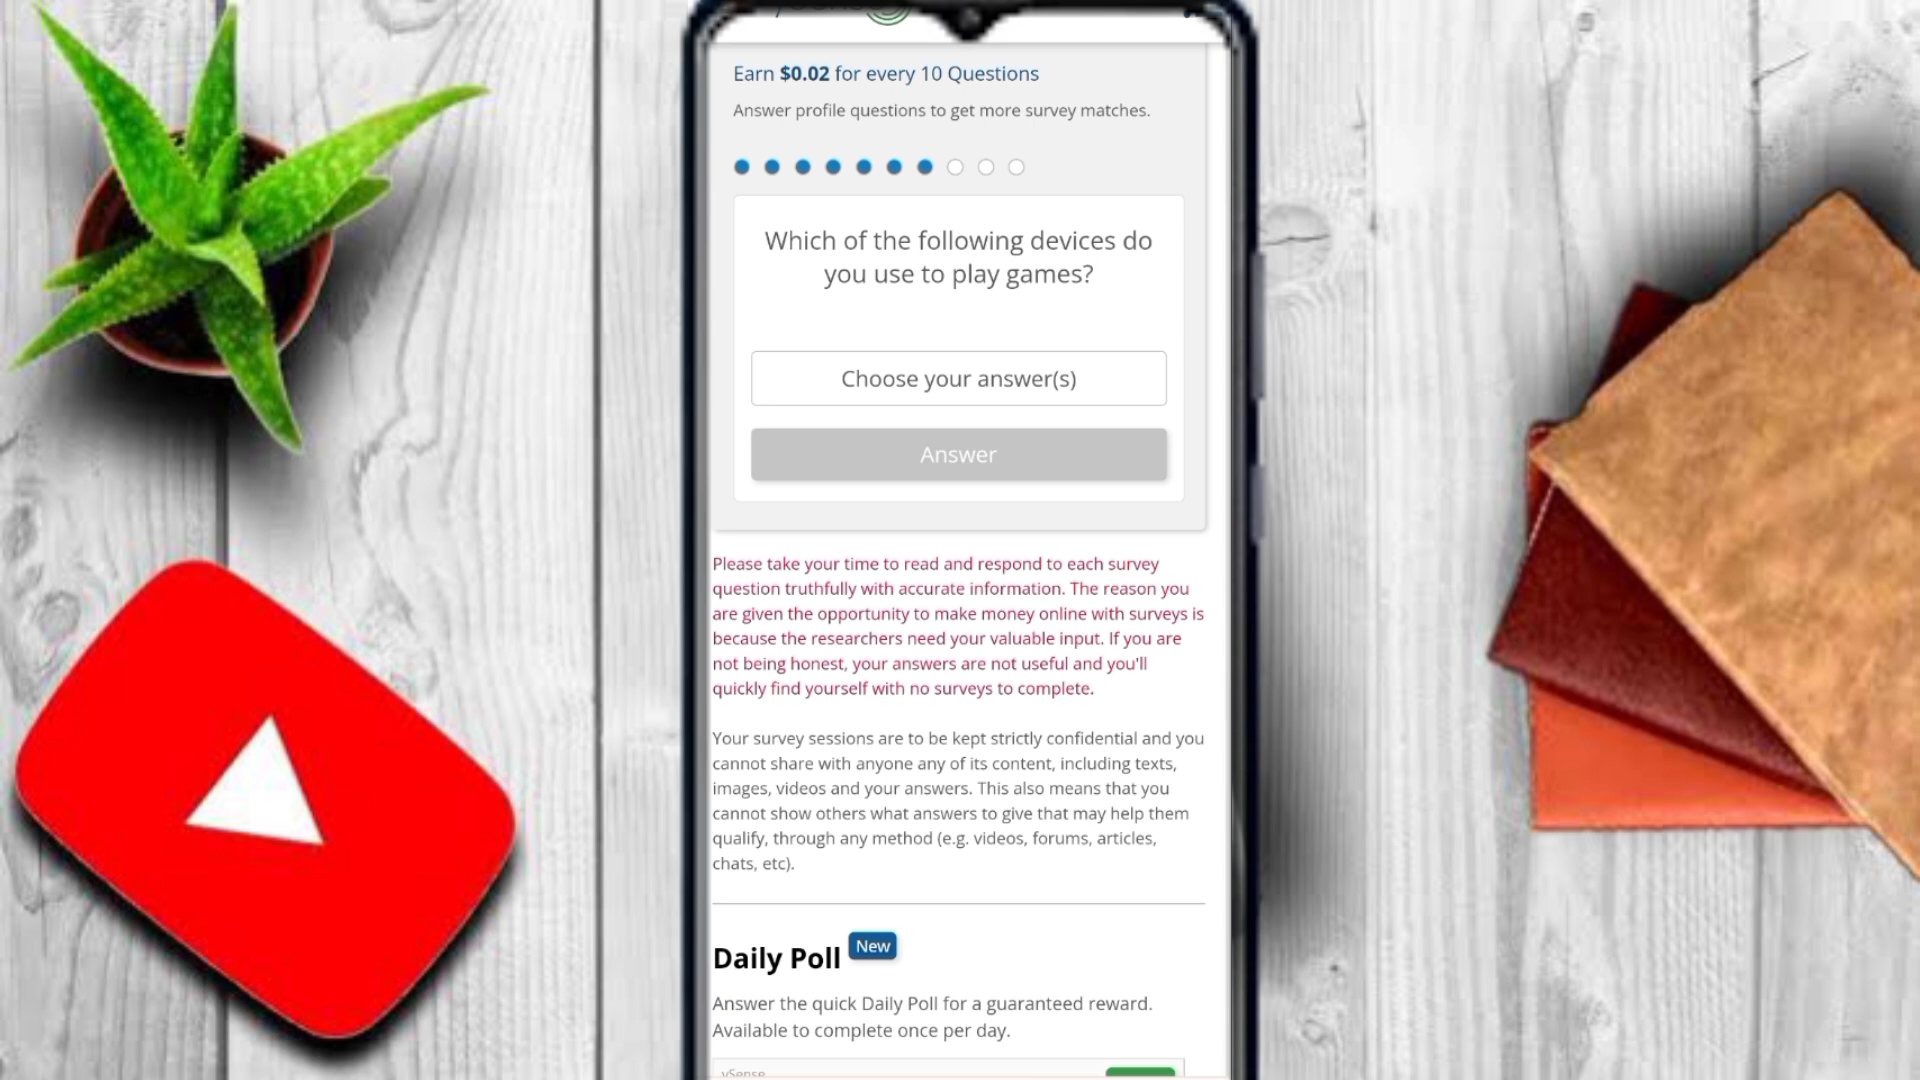 Earn $0.02 for every 10 Questions
Answer profile questions to get more survey matches.
Which of the following devices do
you use to play games?
Choose your answer(s)
Answer
Please take your time to read and respond to each survey
question truthfully with accurate information. The reason you
are given the opportunity to make money online with surveys is
because the researchers need your valuable input. If you are
not being honest, your answers are not useful and you'll
quickly find yourself with no surveys to complete.
Your survey sessions are to be kept strictly confidential and you
cannot share with anyone any of its content, including texts,
images, videos and your answers. This also means that you
cannot show others what answers to give that may help them
qualify, through any method (e.g. videos, forums, articles,
chats, etc).
Daily Poll New
Answer the quick Daily Poll for a guaranteed reward.
Available to complete once per day.
ySense